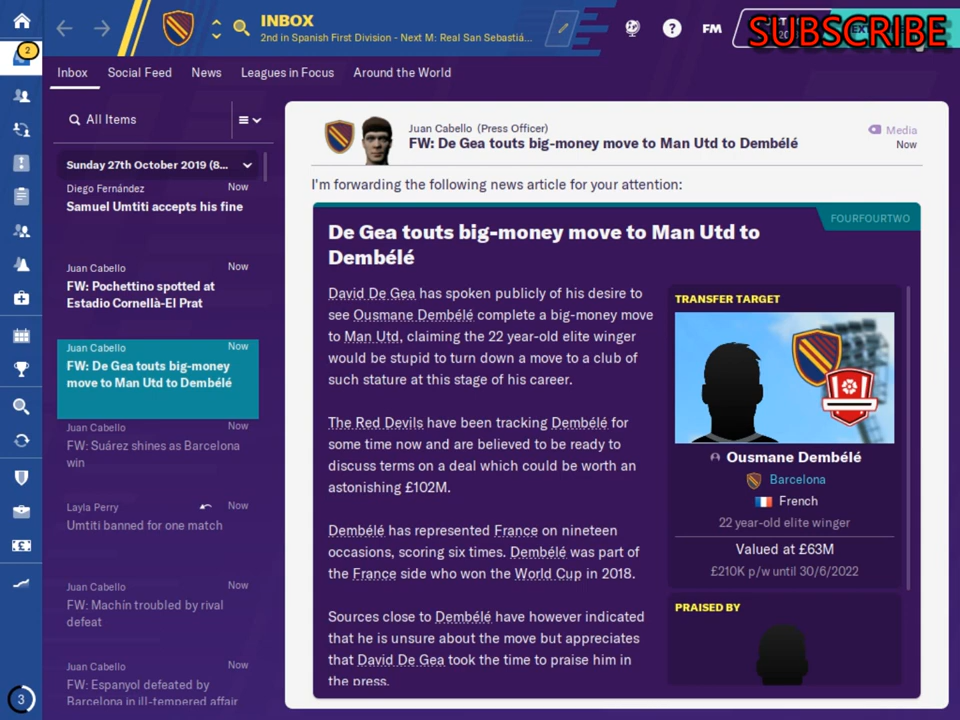 INBOX
2nd in Spanish First Division - Next M: Real San Sebastiá...
FM
SUBSCRIBE
2
Inbox
Social Feed
News
Leagues in Focus
Around the World
All Items
Sunday 27th October 2019 (8...
Diego Fernández
Now
Samuel Umtiti accepts his fine
Juan Cabello
Now
FW: Pochettino spotted at
Estadio Cornellà-El Prat
Juan Cabello
Now
FW: De Gea touts big-money
move to Man Utd to Dembélé
Juan Cabello
Now
FW: Suárez shines as Barcelona
win
Layla Perry
Now
Umtiti banned for one match
Juan Cabello
Now
FW: Machín troubled by rival
defeat
Juan Cabello
Now
FW: Espanyol defeated by
Barcelona in ill-tempered affair
3
Juan Cabello (Press Officer)
FW: De Gea touts big-money move to Man Utd to Dembélé
Media
Now
I'm forwarding the following news article for your attention:
FOURFOURTWO
De Gea touts big-money move to Man Utd to
Dembélé
David De Gea has spoken publicly of his desire to
see Ousmane Dembélé complete a big-money move
to Man Utd, claiming the 22 year-old elite winger
would be stupid to turn down a move to a club of
such stature at this stage of his career.
The Red Devils have been tracking Dembélé for
some time now and are believed to be ready to
discuss terms on a deal which could be worth an
astonishing £102M.
Dembélé has represented France on nineteen
occasions, scoring six times. Dembélé was part of
the France side who won the World Cup in 2018.
Sources close to Dembélé have however indicated
that he is unsure about the move but appreciates
that David De Gea took the time to praise him in
the press.
TRANSFER TARGET
Ousmane Dembélé
Barcelona
French
22 year-old elite winger
Valued at £63M
£210K p/w until 30/6/2022
PRAISED BY